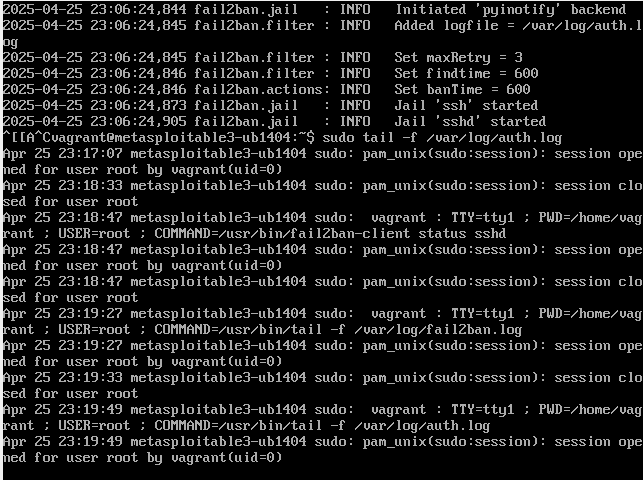 2025-04-25 23:06:24,844 fail2ban.jail   : INFO   Initiated 'pyinotify' backend
2025-04-25 23:06:24,845 fail2ban.filter : INFO   Added logfile = /var/log/auth.l
og
2025-04-25 23:06:24,845 fail2ban.filter : INFO   Set maxRetry = 3
2025-04-25 23:06:24,846 fail2ban.filter : INFO   Set findtime = 600
2025-04-25 23:06:24,846 fail2ban.actions: INFO   Set banTime = 600
2025-04-25 23:06:24,873 fail2ban.jail   : INFO   Jail 'ssh' started
2025-04-25 23:06:24,905 fail2ban.jail   : INFO   Jail 'sshd' started
^[[A^Cvagrant@metasploitable3-ub1404:~$ sudo tail -f /var/log/auth.log
Apr 25 23:17:07 metasploitable3-ub1404 sudo: pam_unix(sudo:session): session ope
ned for user root by vagrant(uid=0)
Apr 25 23:18:33 metasploitable3-ub1404 sudo: pam_unix(sudo:session): session clo
sed for user root
Apr 25 23:18:47 metasploitable3-ub1404 sudo:  vagrant : TTY=tty1 ; PWD=/home/vag
rant ; USER=root ; COMMAND=/usr/bin/fail2ban-client status sshd
Apr 25 23:18:47 metasploitable3-ub1404 sudo: pam_unix(sudo:session): session ope
ned for user root by vagrant(uid=0)
Apr 25 23:18:47 metasploitable3-ub1404 sudo: pam_unix(sudo:session): session clo
sed for user root
Apr 25 23:19:27 metasploitable3-ub1404 sudo:  vagrant : TTY=tty1 ; PWD=/home/vag
rant ; USER=root ; COMMAND=/usr/bin/tail -f /var/log/fail2ban.log
Apr 25 23:19:27 metasploitable3-ub1404 sudo: pam_unix(sudo:session): session ope
ned for user root by vagrant(uid=0)
Apr 25 23:19:33 metasploitable3-ub1404 sudo: pam_unix(sudo:session): session clo
sed for user root
Apr 25 23:19:49 metasploitable3-ub1404 sudo:  vagrant : TTY=tty1 ; PWD=/home/vag
rant ; USER=root ; COMMAND=/usr/bin/tail -f /var/log/auth.log
Apr 25 23:19:49 metasploitable3-ub1404 sudo: pam_unix(sudo:session): session ope
ned for user root by vagrant(uid=0)